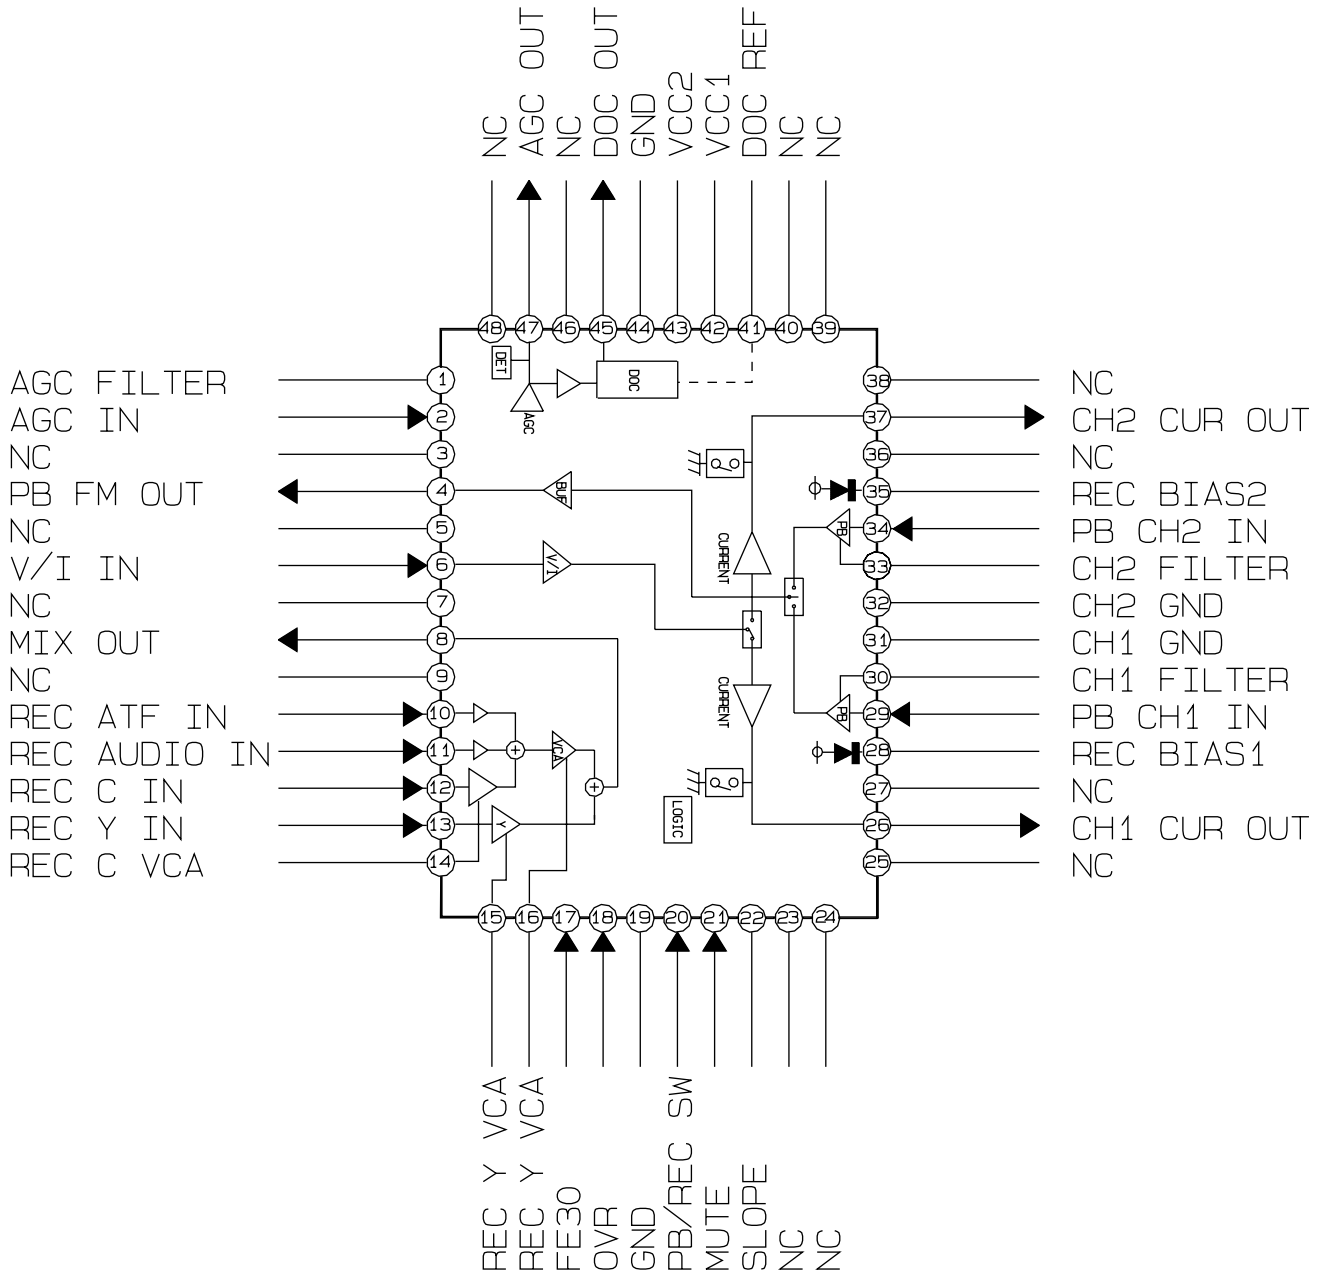 NC
AGC OUT
NC
DOC OUT
GND
VCC2
VCC1
DOC REF
NC
NC
48
47
46
45
44
43
42
41
40
39
AGC FILTER
AGC IN
NC
PB FM OUT
NC
V/I IN
NC
MIX OUT
NC
REC ATF IN
REC AUDIO IN
REC C IN
REC Y IN
REC C VCA
1
2
3
4
5
6
7
8
9
10
11
12
13
14
DET
AGC
DOC
BUF
V/I
CURRENT
CURRENT
PB
PB
VCA
Y
LOGIC
38
37
36
35
34
33
32
31
30
29
28
27
26
25
NC
CH2 CUR OUT
NC
REC BIAS2
PB CH2 IN
CH2 FILTER
CH2 GND
CH1 GND
CH1 FILTER
PB CH1 IN
REC BIAS1
NC
CH1 CUR OUT
NC
15
16
17
18
19
20
21
22
23
24
REC Y VCA
REC Y VCA
FE30
OVR
GND
PB/REC SW
MUTE
SLOPE
NC
NC